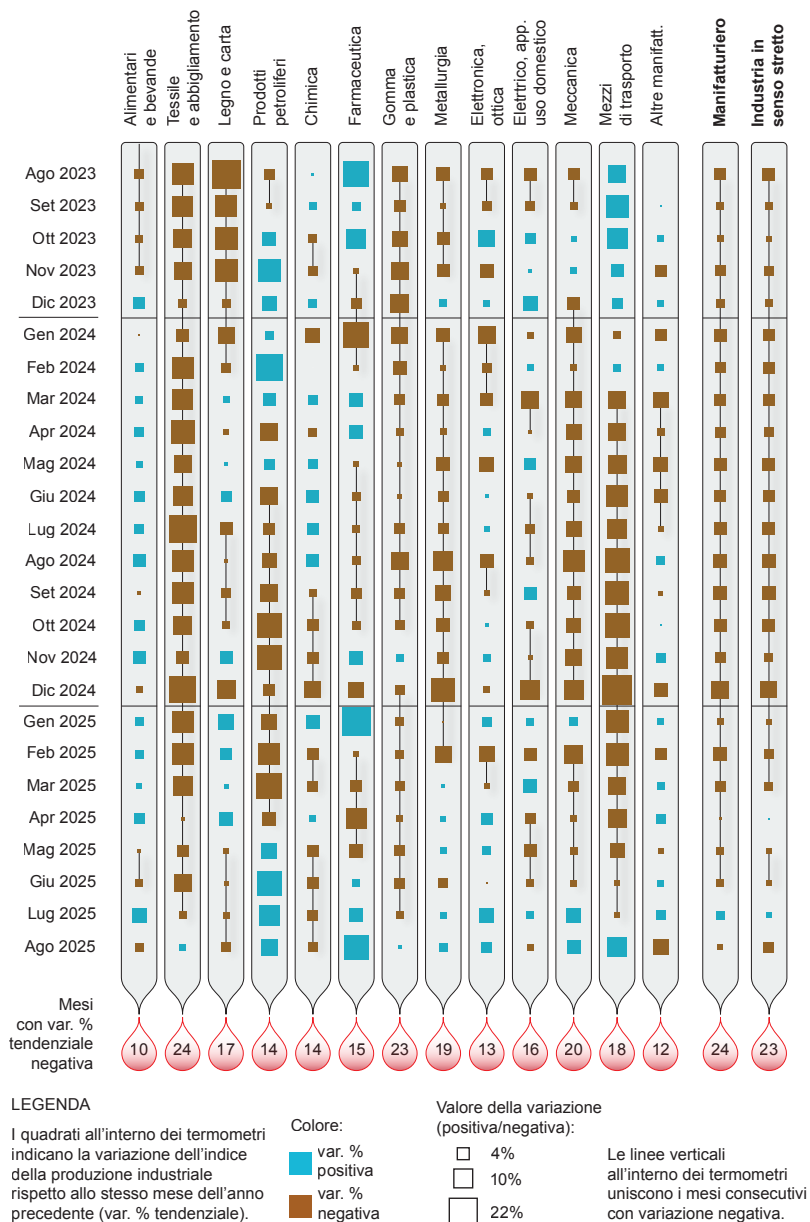 Alimentari
e bevande
Tessile
e abbigliamento
Legno e carta
Prodotti
petroliferi
Chimica
Farmaceutica
Gomma
e plastica
Metallurgia
Elettronica,
ottica
Elettrtrico, app.
uso domestico
Meccanica
Mezzi
di trasporto
Altre manifatt.
Manifatturiero
Industria in
senso stretto
Ago 2023
Set 2023
Ott 2023
Nov 2023
Dic 2023
Gen 2024
Feb 2024
Mar 2024
Apr 2024
Mag 2024
Giu 2024
Lug 2024
Ago 2024
Set 2024
Ott 2024
Nov 2024
Dic 2024
Gen 2025
Feb 2025
Mar 2025
Apr 2025
Mag 2025
Giu 2025
Lug 2025
Ago 2025
Mesi
con var. %
tendenziale
negativa
10 24 17 14 14 15 23 19 13 16 20 18 12 24 23
LEGENDA
I quadrati all'interno dei termometri
indicano la variazione dell'indice
della produzione industriale
rispetto allo stesso mese dell'anno
precedente (var. % tendenziale).
Colore:
var. %
positiva
var. %
negativa
Valore della variazione
(positiva/negativa):
4%
10%
22%
Le linee verticali
all'interno dei termometri
uniscono i mesi consecutivi
con variazione negativa.